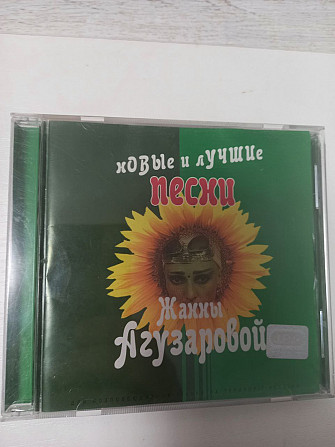 новые и лучшие
песни
Жанны
Агузаровой